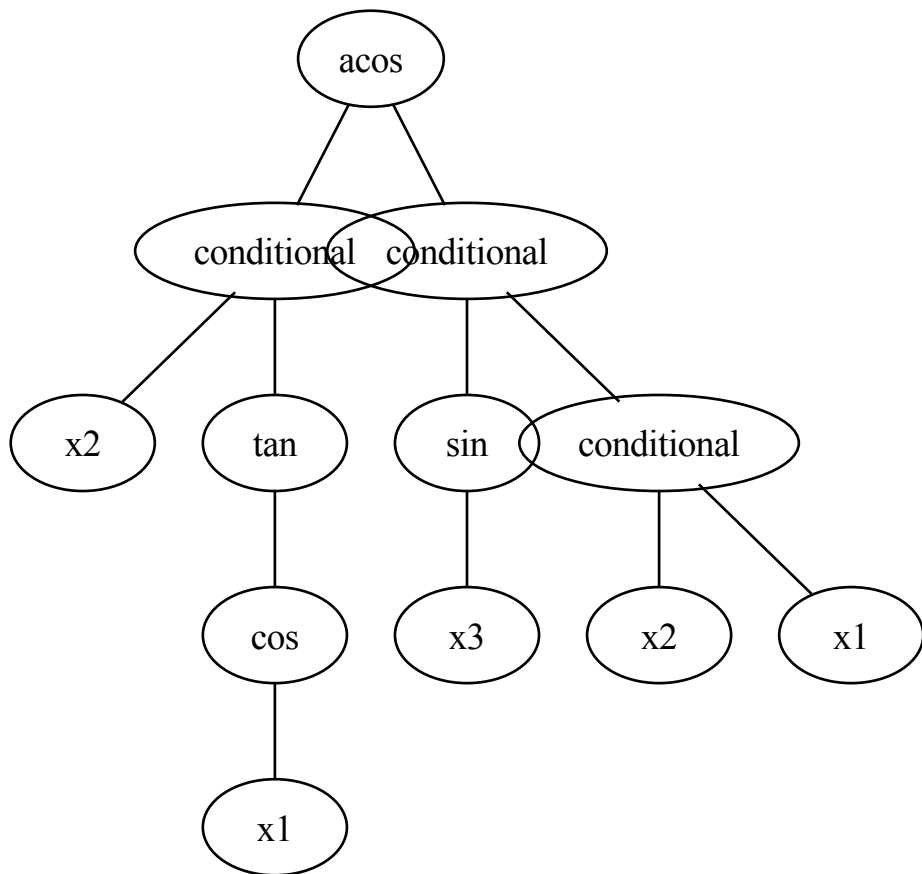 acos
conditional conditional
x2 tan sin conditional
cos x3 x2 x1
x1